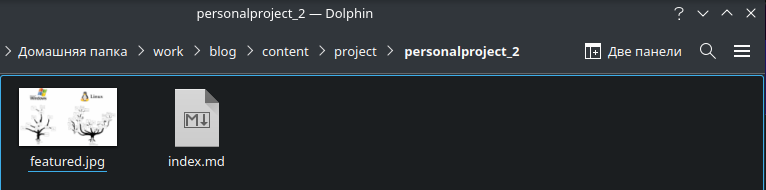 personalproject_2 — Dolphin
Домашняя папка > work > blog > content > project > personalproject_2 Две панели
Windows Linux
M
featured.jpg index.md